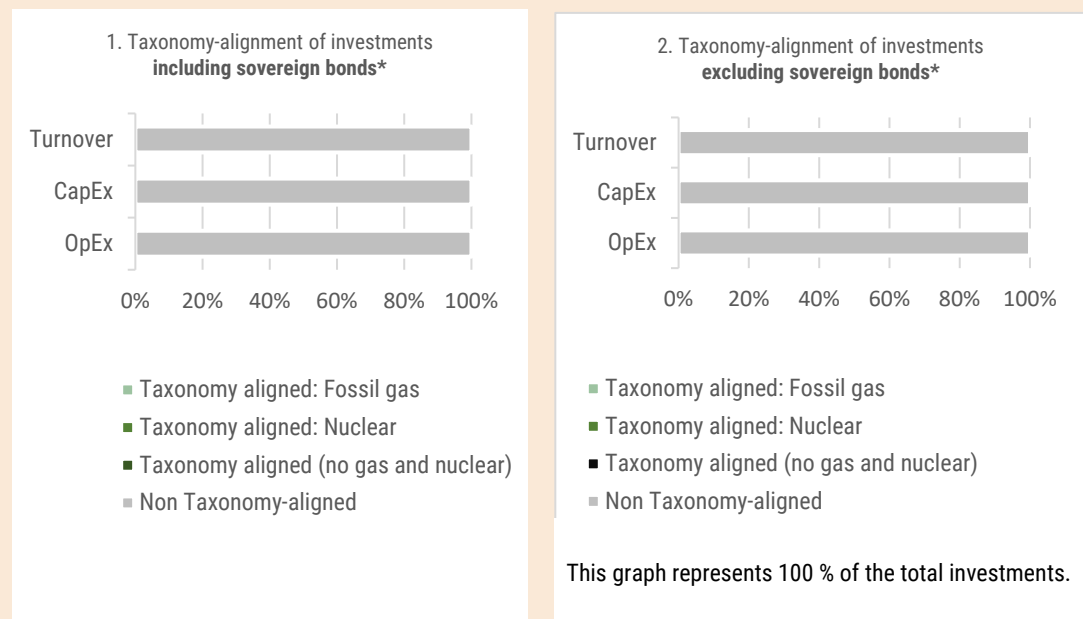 1. Taxonomy-alignment of investments
including sovereign bonds*
Turnover
CapEx
OpEx
0% 20% 40% 60% 80% 100%
Taxonomy aligned: Fossil gas
Taxonomy aligned: Nuclear
Taxonomy aligned (no gas and nuclear)
Non Taxonomy-aligned
2. Taxonomy-alignment of investments
excluding sovereign bonds*
Turnover
CapEx
OpEx
0% 20% 40% 60% 80% 100%
Taxonomy aligned: Fossil gas
Taxonomy aligned: Nuclear
Taxonomy aligned (no gas and nuclear)
Non Taxonomy-aligned
This graph represents 100 % of the total investments.